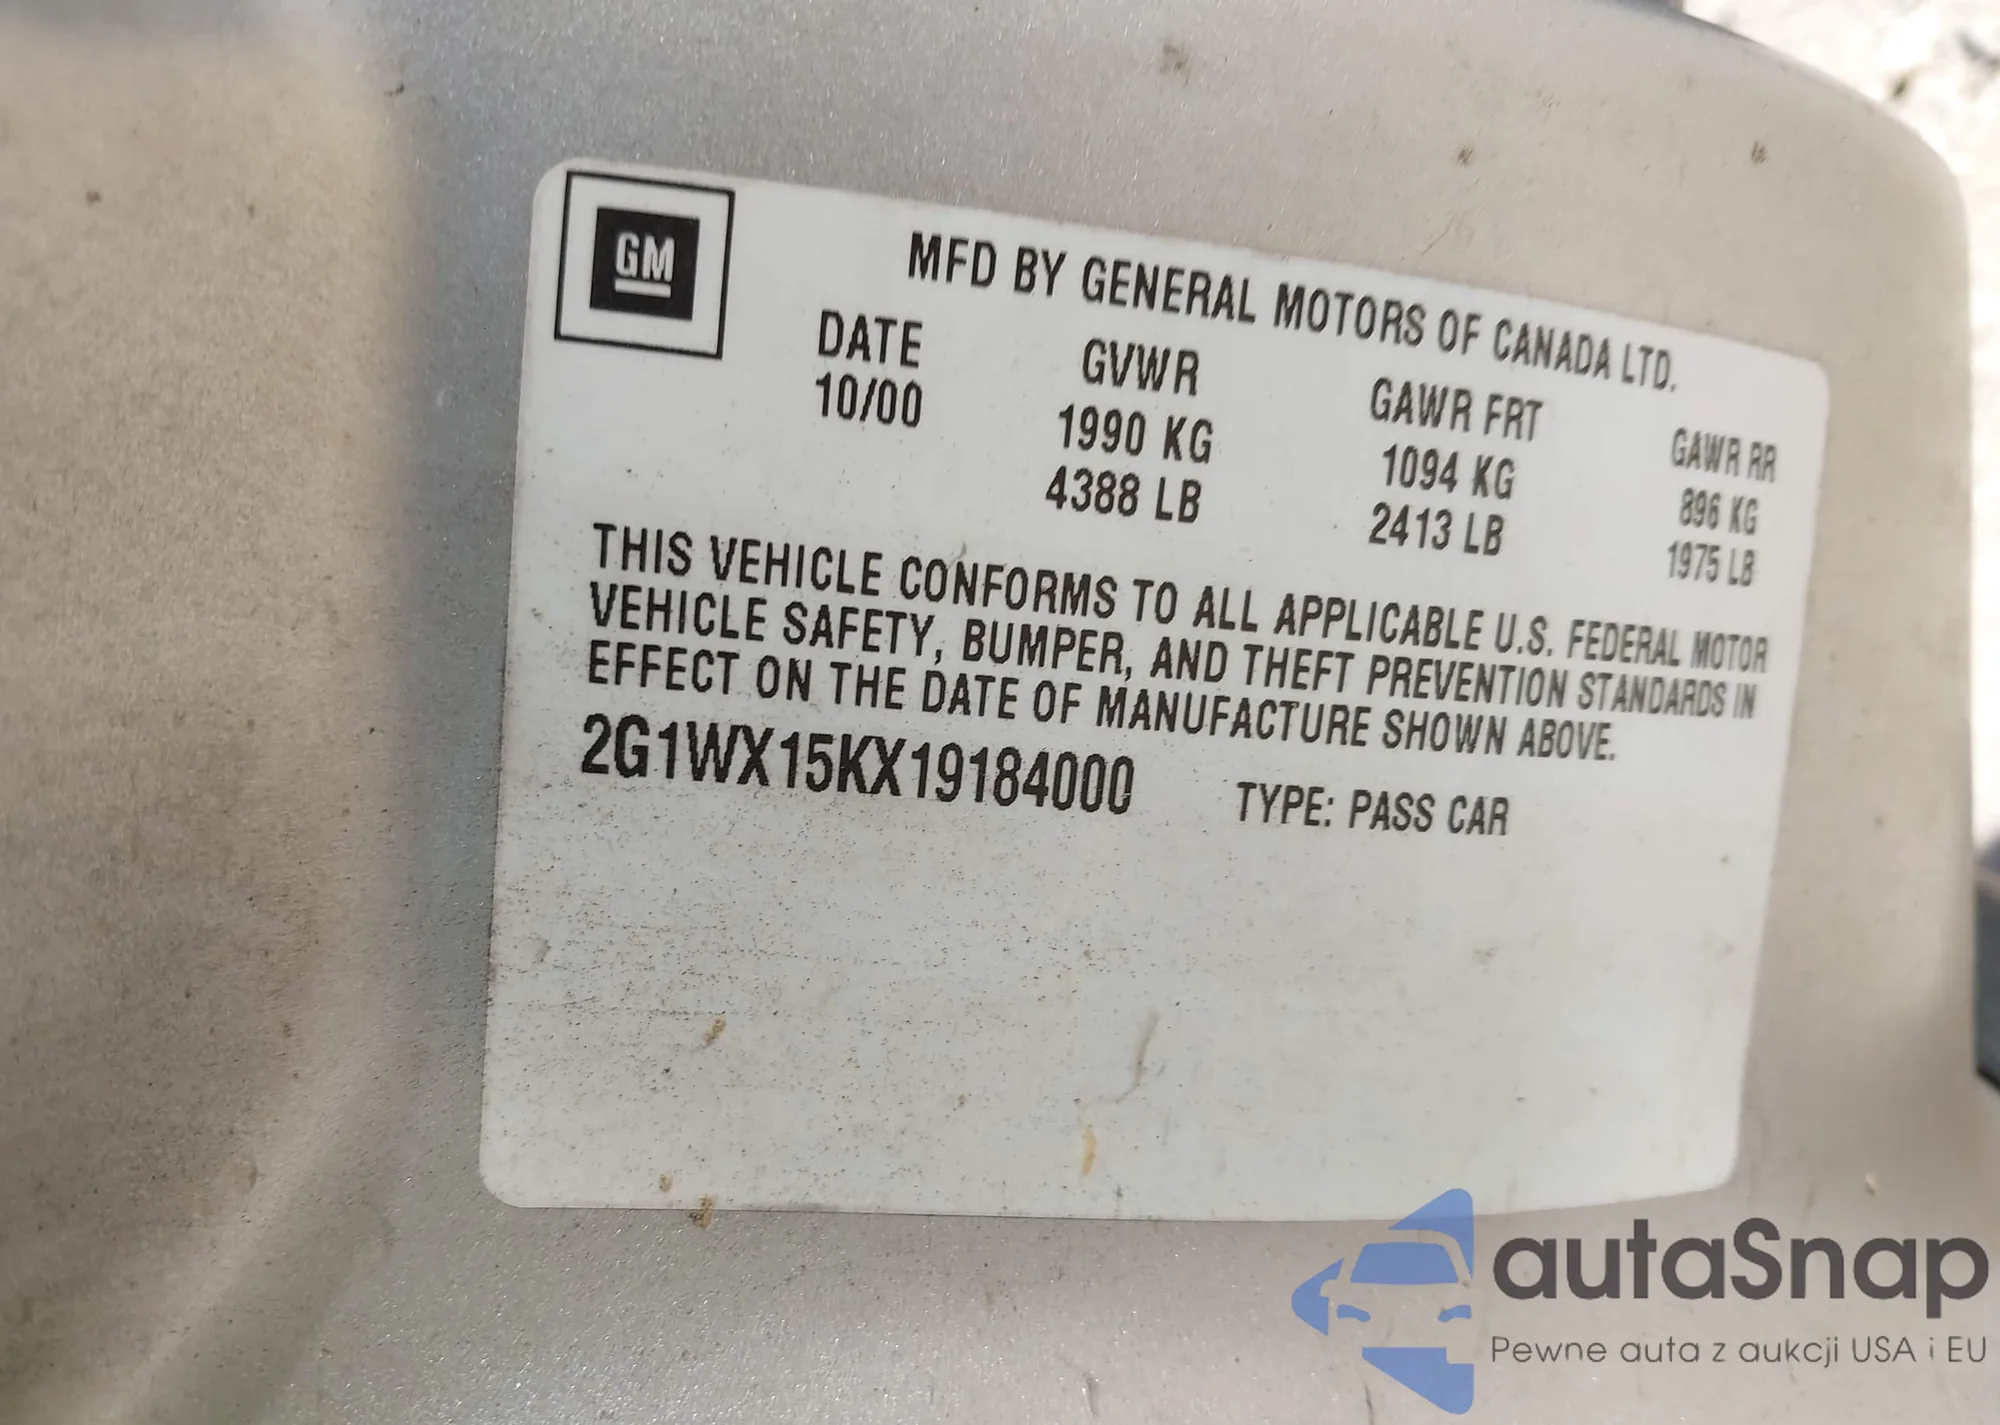 GM
MFD BY GENERAL MOTORS OF CANADA LTD.
DATE GVWR GAWR FRT GAWR RR
10/00 1990 KG 1094 KG 896 KG
4388 LB 2413 LB 1975 LB
THIS VEHICLE CONFORMS TO ALL APPLICABLE U.S. FEDERAL MOTOR
VEHICLE SAFETY, BUMPER, AND THEFT PREVENTION STANDARDS IN
EFFECT ON THE DATE OF MANUFACTURE SHOWN ABOVE.
2G1WX15KX19184000 TYPE: PASS CAR
autaSnap
Pewne auta z aukcji USA i EU